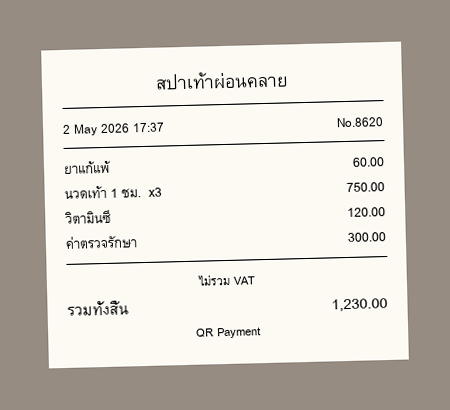 สปาเท้าผ่อนคลาย
2 May 2026 17:37 No.8620
ยาแก้แพ้ 60.00
นวดเท้า 1 ชม. x3 750.00
วิตามินซี 120.00
ค่าตรวจรักษา 300.00
ไม่รวม VAT
รวมทั้งสิ้น 1,230.00
QR Payment